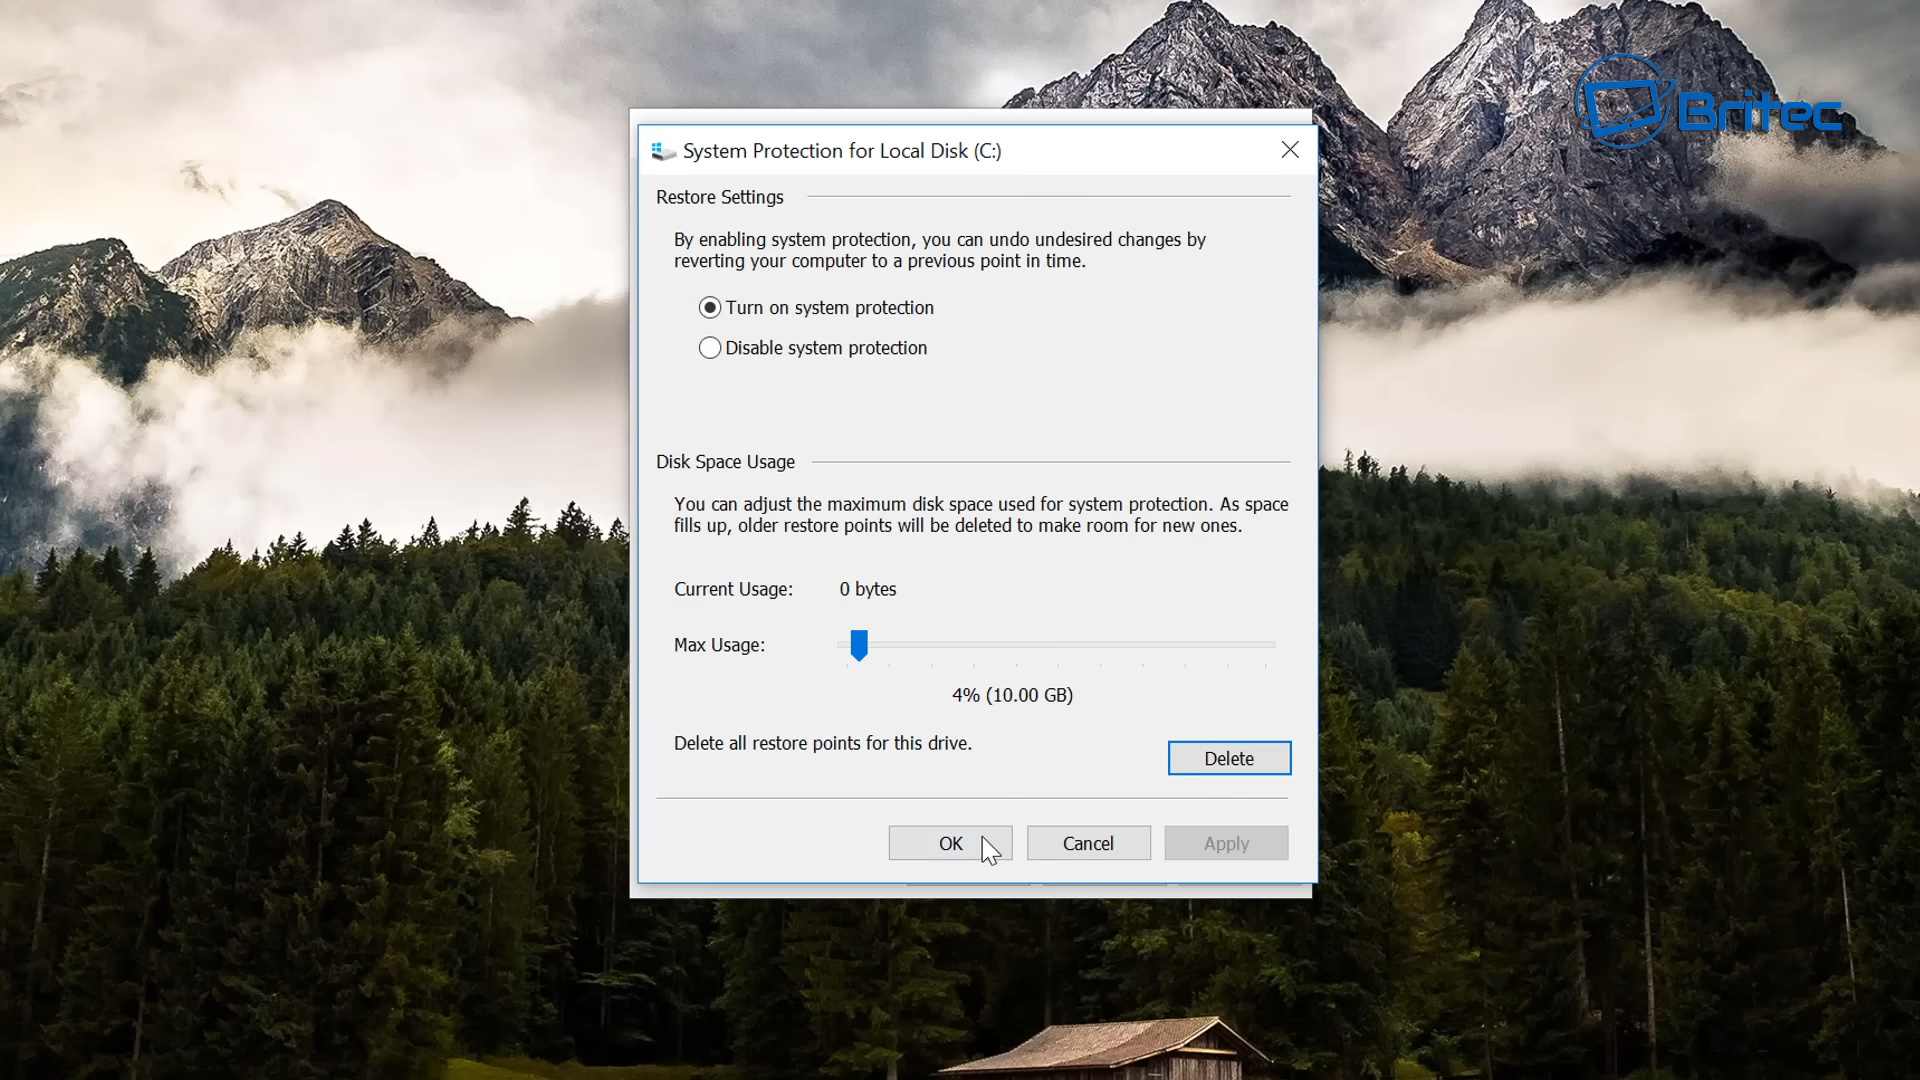 Britec
System Protection for Local Disk (C:)
Restore Settings
By enabling system protection, you can undo undesired changes by
reverting your computer to a previous point in time.
Turn on system protection
Disable system protection
Disk Space Usage
You can adjust the maximum disk space used for system protection. As space
fills up, older restore points will be deleted to make room for new ones.
Current Usage: 0 bytes
Max Usage:
4% (10.00 GB)
Delete all restore points for this drive.
Delete
OK Cancel Apply